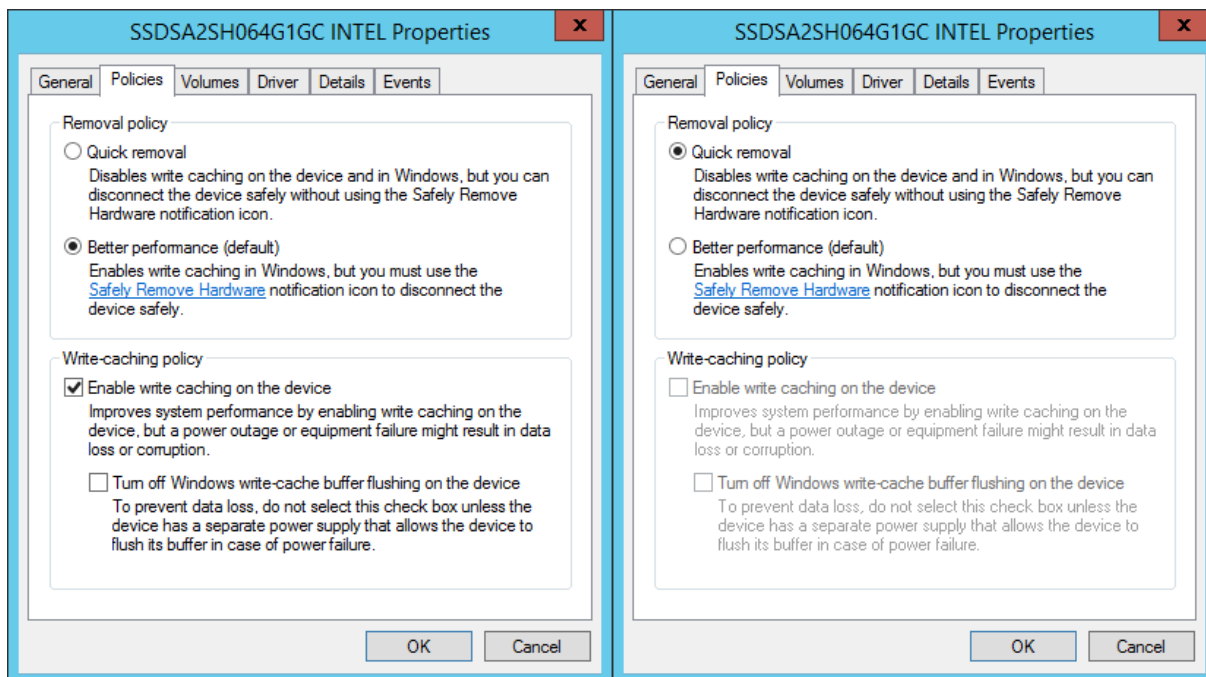 SSDSA2SH064G1GC INTEL Properties
x
General Policies Volumes Driver Details Events
Removal policy
Quick removal
Disables write caching on the device and in Windows, but you can
disconnect the device safely without using the Safely Remove
Hardware notification icon.
Better performance (default)
Enables write caching in Windows, but you must use the
Safely Remove Hardware notification icon to disconnect the
device safely.
Write-caching policy
Enable write caching on the device
Improves system performance by enabling write caching on the
device, but a power outage or equipment failure might result in data
loss or corruption.
Turn off Windows write-cache buffer flushing on the device
To prevent data loss, do not select this check box unless the
device has a separate power supply that allows the device to
flush its buffer in case of power failure.
OK Cancel
SSDSA2SH064G1GC INTEL Properties
x
General Policies Volumes Driver Details Events
Removal policy
Quick removal
Disables write caching on the device and in Windows, but you can
disconnect the device safely without using the Safely Remove
Hardware notification icon.
Better performance (default)
Enables write caching in Windows, but you must use the
Safely Remove Hardware notification icon to disconnect the
device safely.
Write-caching policy
Enable write caching on the device
Improves system performance by enabling write caching on the
device, but a power outage or equipment failure might result in data
loss or corruption.
Turn off Windows write-cache buffer flushing on the device
To prevent data loss, do not select this check box unless the
device has a separate power supply that allows the device to
flush its buffer in case of power failure.
OK Cancel